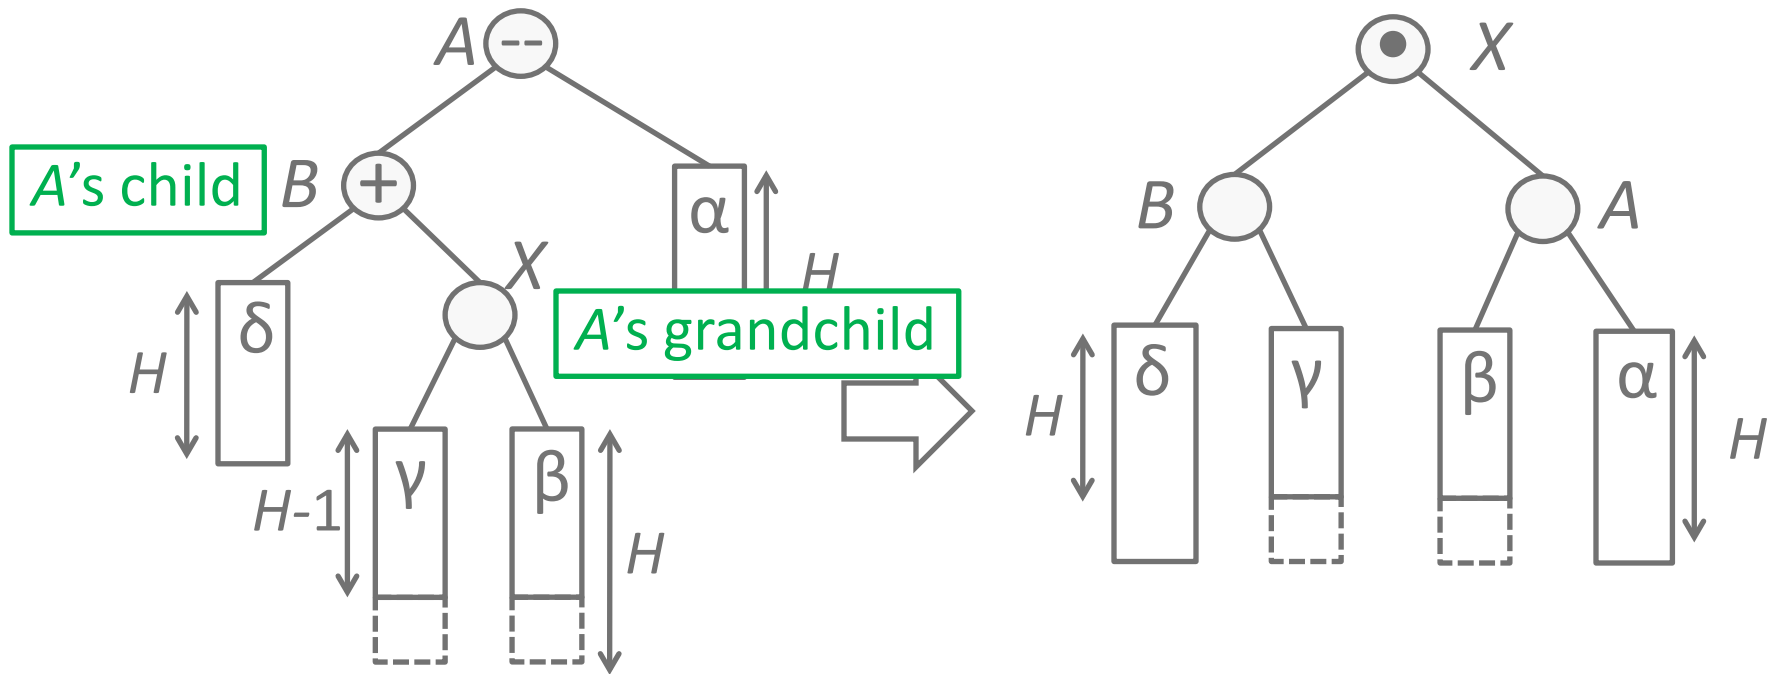 A -- X
A's child B + B A
α
H
X
δ A's grandchild
H
δ γ β α
H H
γ β
H-1
H